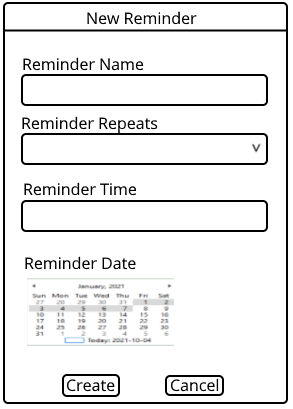 New Reminder
Reminder Name
Reminder Repeats
v
Reminder Time
Reminder Date
January, 2021
Sun Mon Tue Wed Thu Fri Sat
27 28 29 30 31 1 2
3 4 5 6 7 8 9
10 11 12 13 14 15 16
17 18 19 20 21 22 23
24 25 26 27 28 29 30
31 1 2 3 4 5 6
Today: 2021-10-04
Create Cancel